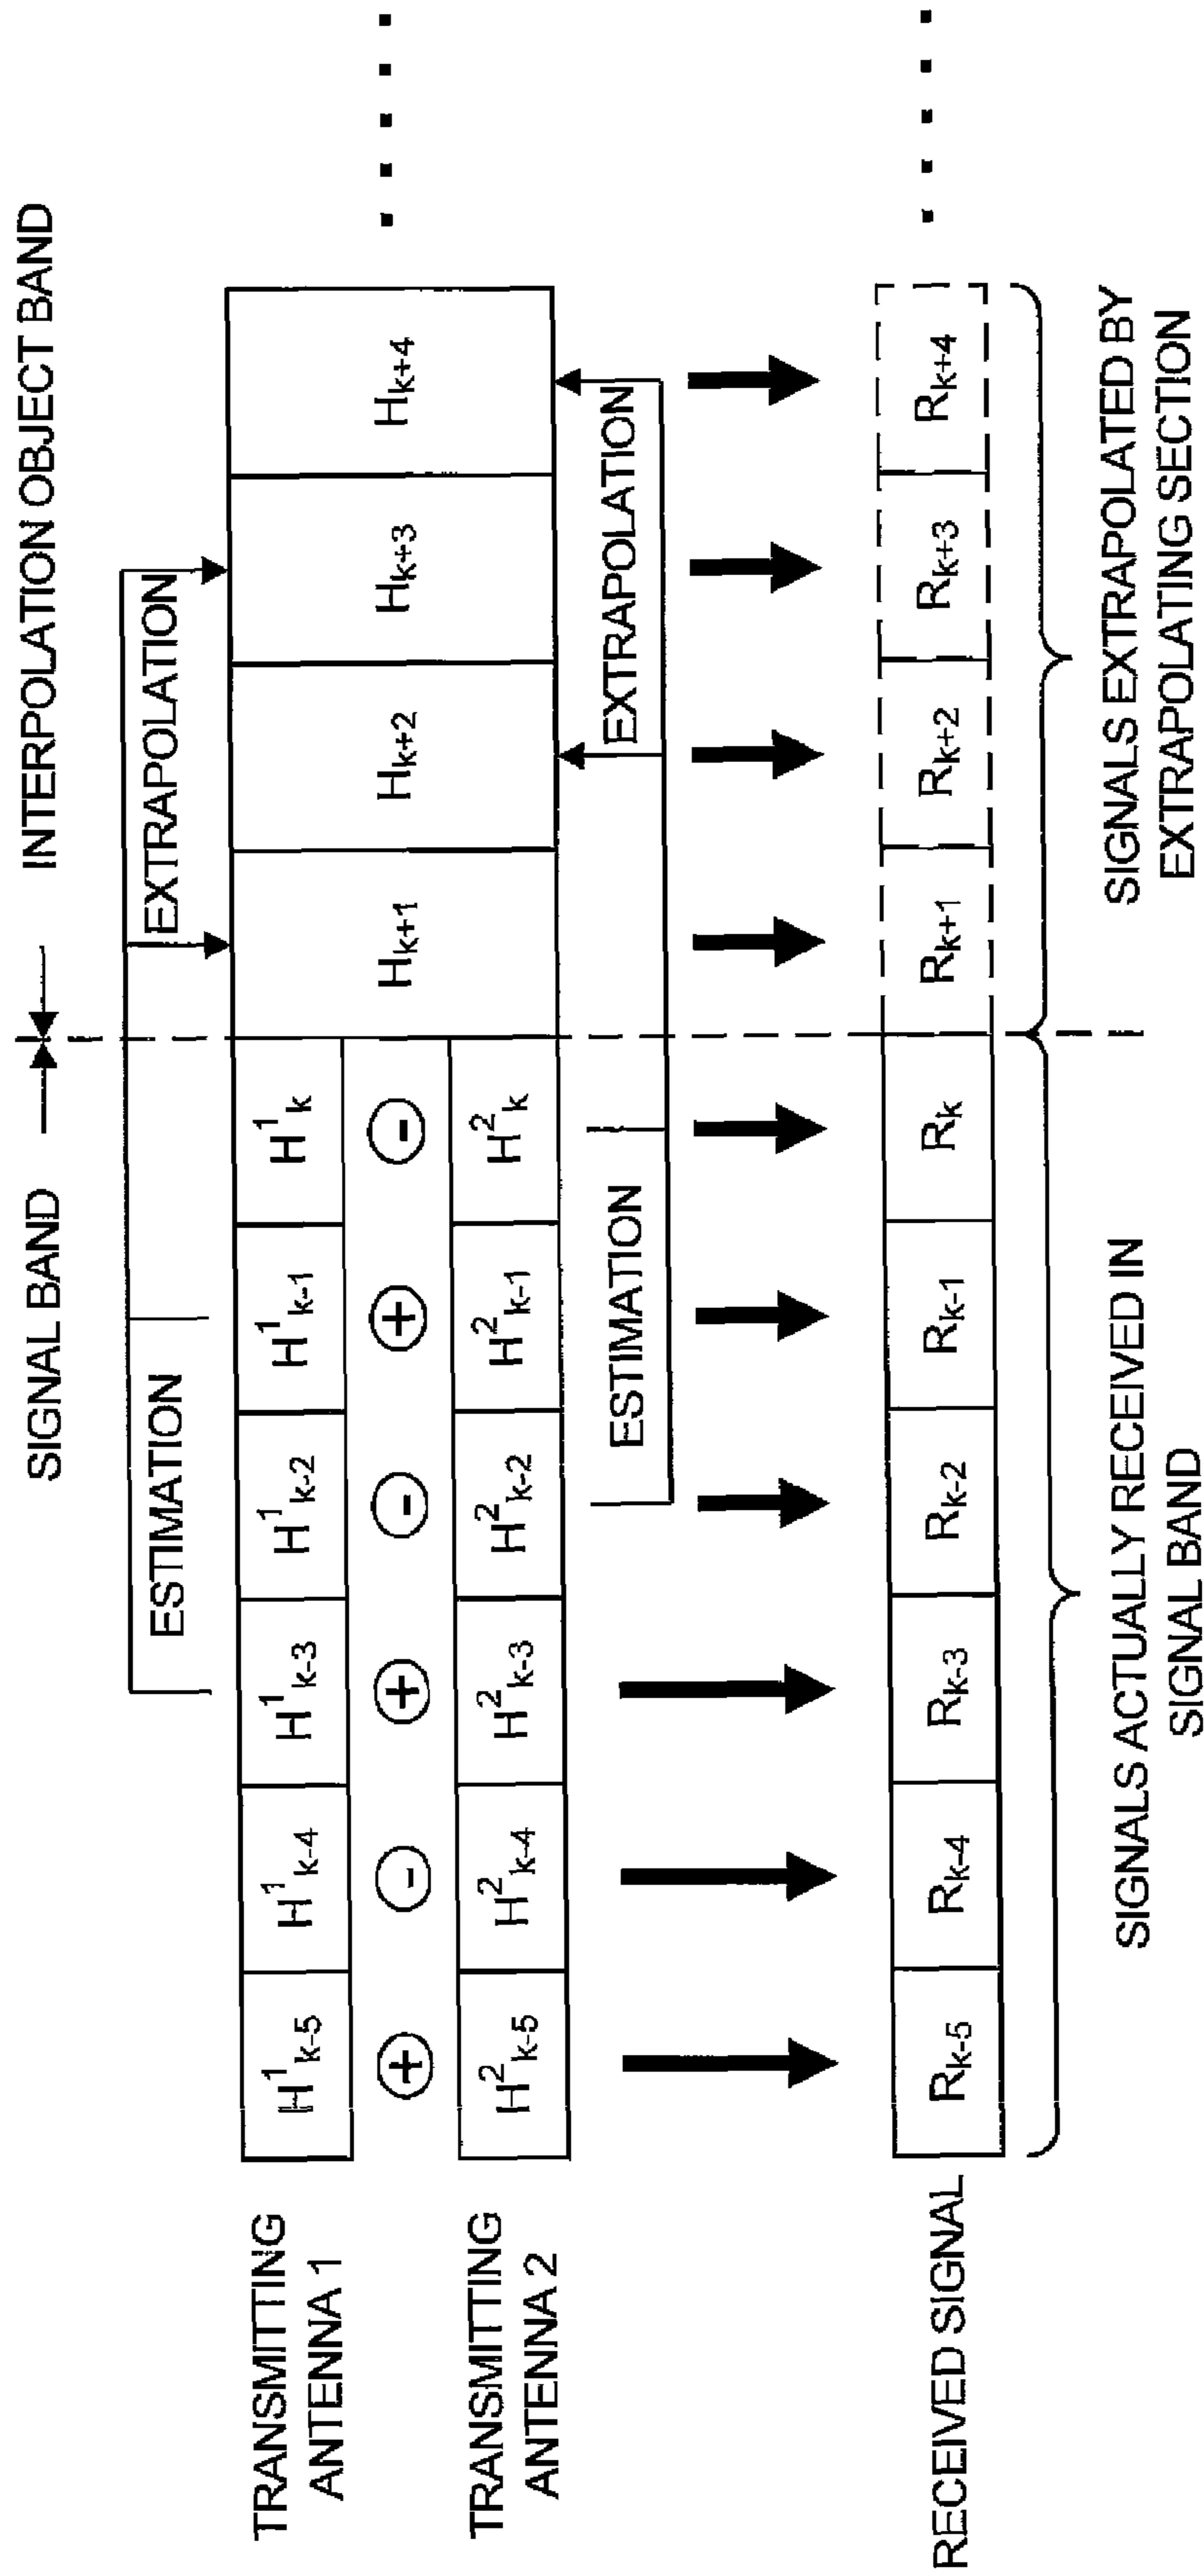 SIGNAL BAND
INTERPOLATION OBJECT BAND
ESTIMATION
EXTRAPOLATION
TRANSMITTING
ANTENNA 1
H¹k-5
H¹k-4
H¹k-3
H¹k-2
H¹k-1
H¹k
+
-
+
-
+
-
Hk+1
Hk+2
Hk+3
Hk+4
TRANSMITTING
ANTENNA 2
H²k-5
H²k-4
H²k-3
H²k-2
H²k-1
H²k
ESTIMATION
EXTRAPOLATION
RECEIVED SIGNAL
Rk-5
Rk-4
Rk-3
Rk-2
Rk-1
Rk
Rk+1
Rk+2
Rk+3
Rk+4
SIGNALS ACTUALLY RECEIVED IN
SIGNAL BAND
SIGNALS EXTRAPOLATED BY
EXTRAPOLATING SECTION